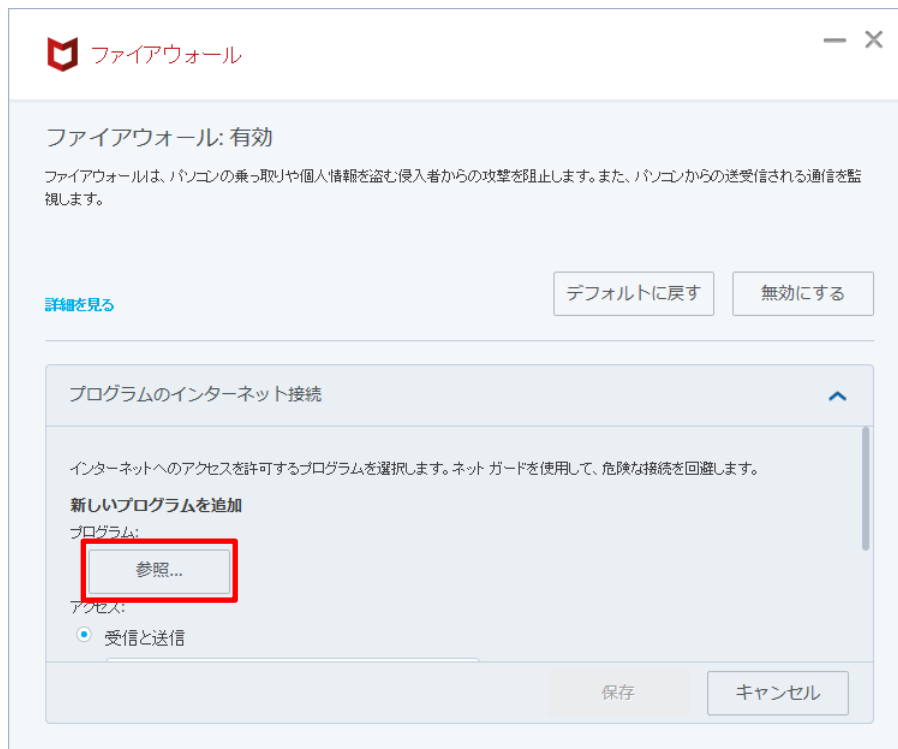 ファイアウォール
ファイアウォール: 有効
ファイアウォールは、パソコンの乗っ取りや個人情報を盗む侵入者からの攻撃を阻止します。また、パソコンからの送受信される通信を監
視します。
詳細を見る
デフォルトに戻す
無効にする
プログラムのインターネット接続
インターネットへのアクセスを許可するプログラムを選択します。ネット ガードを使用して、危険な接続を回避します。
新しいプログラムを追加
プログラム:
参照...
アクセス:
受信と送信
保存
キャンセル